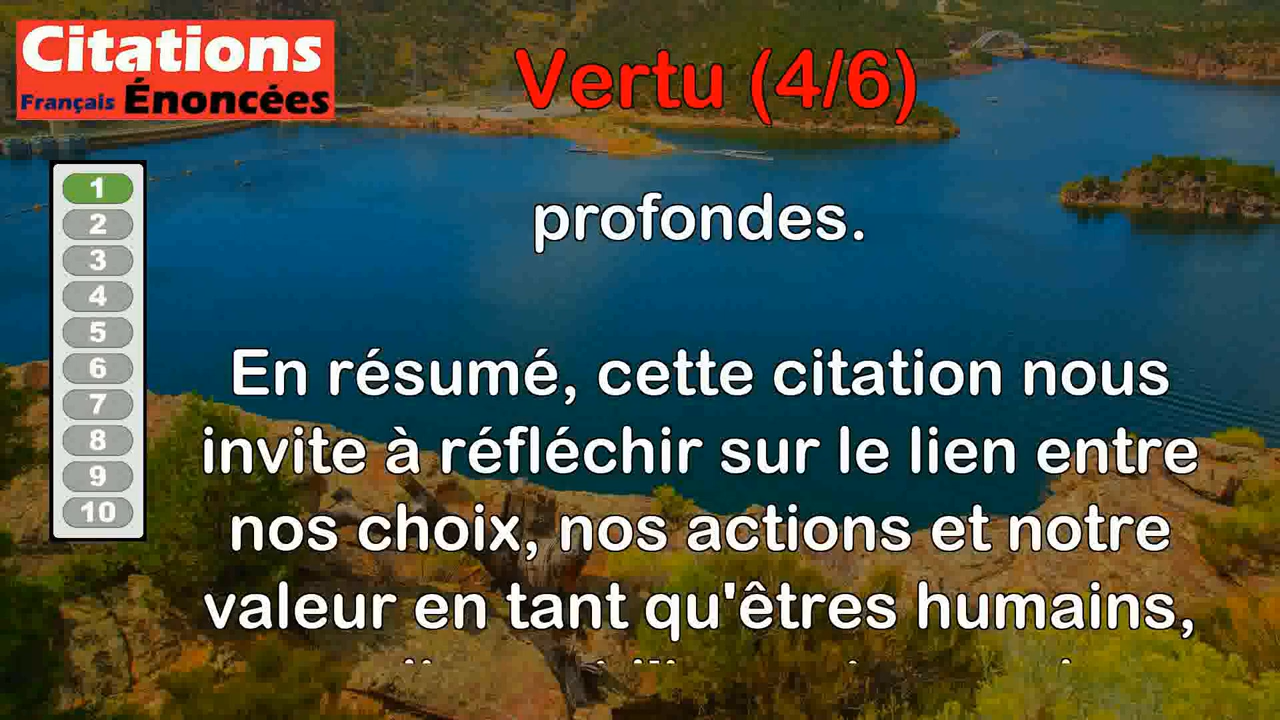 Citations
Français Énoncées
Vertu (4/6)
1
2
3
4
5
6
7
8
9
10
profondes.
En résumé, cette citation nous
invite à réfléchir sur le lien entre
nos choix, nos actions et notre
valeur en tant qu'êtres humains,